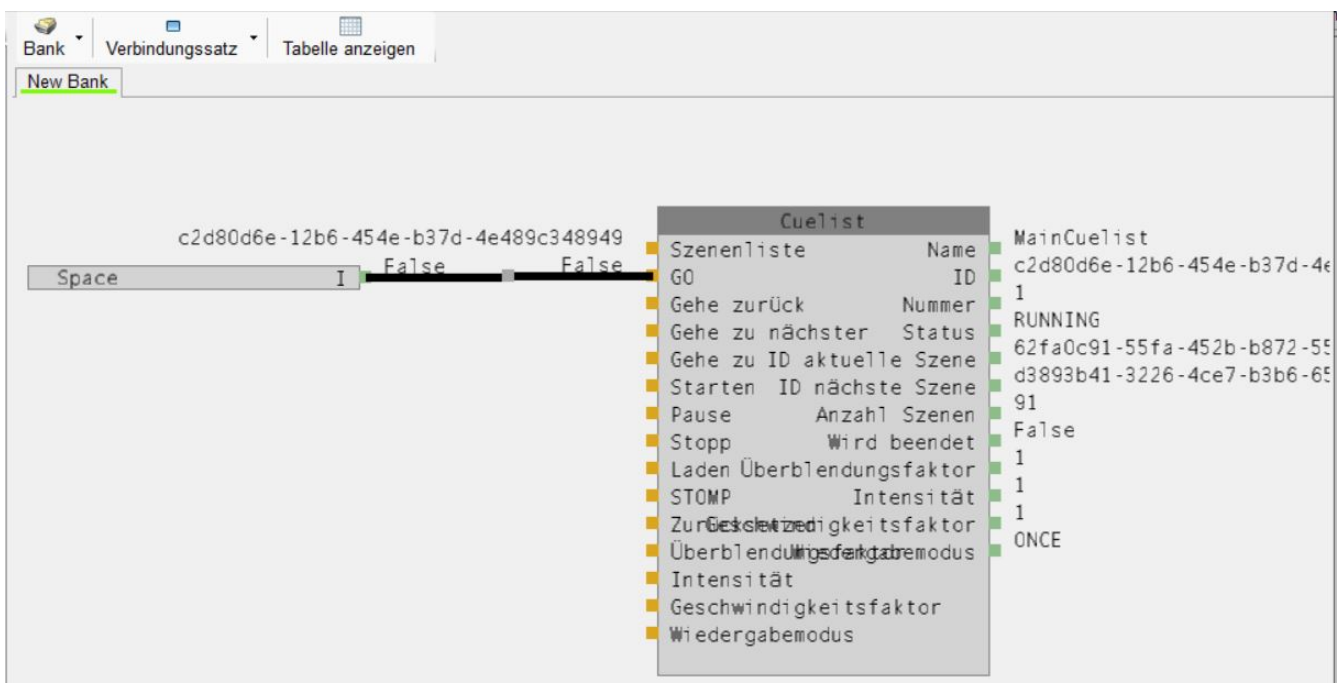 Bank Verbindungssatz Tabelle anzeigen
New Bank
Cuelist
c2d80d6e-12b6-454e-b37d-4e489c348949
Szenenliste Name MainCuelist
Space I False False GO ID c2d80d6e-12b6-454e-b37d-4e
Gehe zurück Nummer 1
Gehe zu nächster Status RUNNING
Gehe zu ID aktuelle Szene 62fa0c91-55fa-452b-b872-55
Starten ID nächste Szene d3893b41-3226-4ce7-b3b6-65
Pause Anzahl Szenen 91
Stopp Wird beendet False
Laden Überblendungsfaktor 1
STOMP Intensität 1
Zurücksetzen Geschwindigkeitsfaktor 1
Überblendungsfaktor Wiedergabemodus ONCE
Intensität
Geschwindigkeitsfaktor
Wiedergabemodus